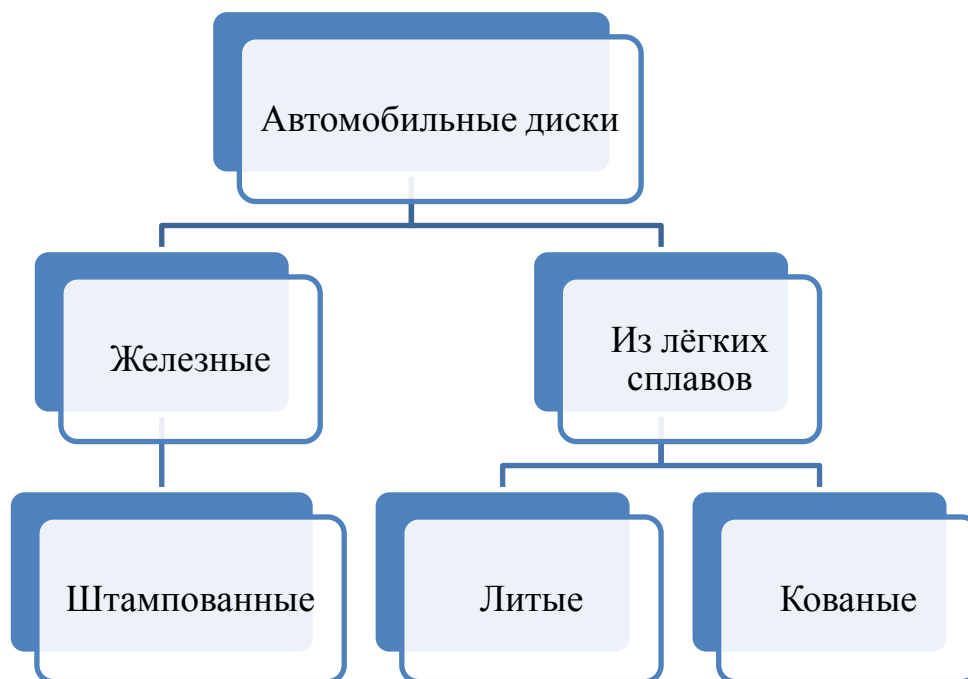 Автомобильные диски
Железные
Из лёгких
сплавов
Штампованные
Литые
Кованые